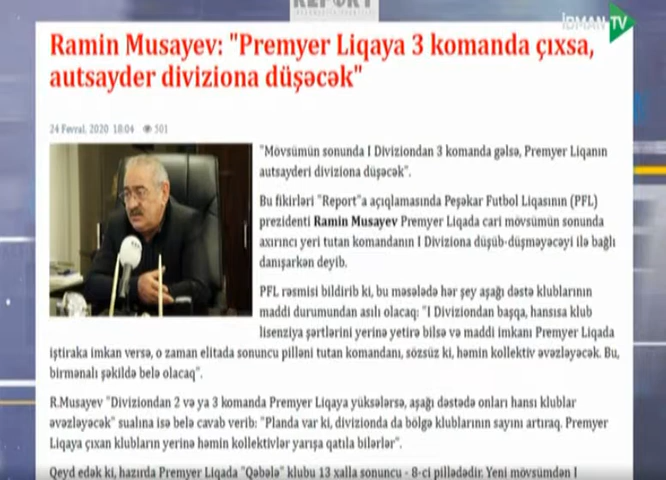 REPORT
İDMAN TV
Ramin Musayev: "Premyer Liqaya 3 komanda çıxsa,
autsayder diviziona düşəcək"
24 Fevral, 2020 18:04 501
"Mövsümün sonunda I Diviziondan 3 komanda gəlsə, Premyer Liqanın
autsayderi diviziona düşəcək".
Bu fikirləri "Report"a açıqlamasında Peşəkar Futbol Liqasının (PFL)
prezidenti Ramin Musayev Premyer Liqada cari mövsümün sonunda
axırıncı yeri tutan komandanın I Diviziona düşüb-düşməyəcəyi ilə bağlı
danışarkən deyib.
PFL rəsmisi bildirib ki, bu məsələdə hər şey aşağı dəstə klublarının
maddi durumundan asılı olacaq: "I Diviziondan başqa, hansısa klub
lisenziya şərtlərini yerinə yetirə bilsə və maddi imkanı Premyer Liqada
iştiraka imkan versə, o zaman elitada sonuncu pilləni tutan komandanı, sözsüz ki, həmin kollektiv əvəzləyəcək. Bu,
birmənalı şəkildə belə olacaq".
R.Musayev "Diviziondan 2 və ya 3 komanda Premyer Liqaya yüksələrsə, aşağı dəstədə onları hansı klublar
əvəzləyəcək" sualına isə belə cavab verib: "Planda var ki, divizionda da bölgə klublarının sayını artıraq. Premyer
Liqaya çıxan klubların yerinə həmin kollektivlər yarışa qatıla bilərlər".
Qeyd edək ki, hazırda Premyer Liqada "Qəbələ" klubu 13 xalla sonuncu - 8-ci pillədədir. Yeni mövsümdən I